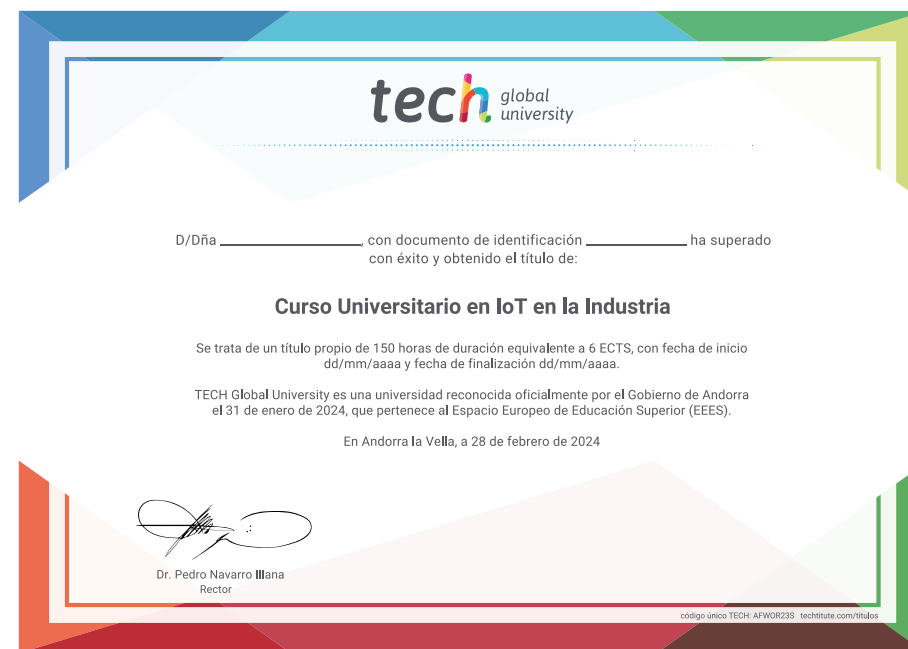 tech global university
D/Dña ______________, con documento de identificación __________ ha superado
con éxito y obtenido el título de:
Curso Universitario en IoT en la Industria
Se trata de un título propio de 150 horas de duración equivalente a 6 ECTS, con fecha de inicio
dd/mm/aaaa y fecha de finalización dd/mm/aaaa.
TECH Global University es una universidad reconocida oficialmente por el Gobierno de Andorra
el 31 de enero de 2024, que pertenece al Espacio Europeo de Educación Superior (EEES).
En Andorra la Vella, a 28 de febrero de 2024
Dr. Pedro Navarro Illana
Rector
código único TECH: AFWOR23S techtitute.com/titulos